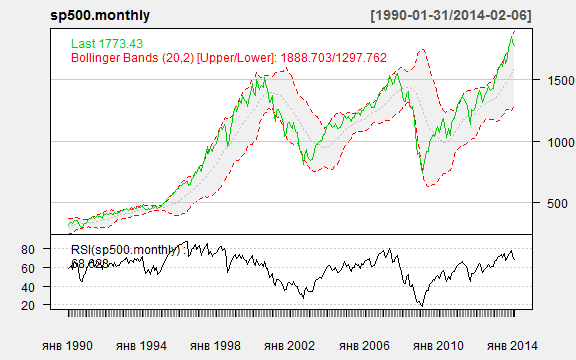 sp500.monthly [1990-01-31/2014-02-06]
Last 1773.43
Bollinger Bands (20,2) [Upper/Lower]: 1888.703/1297.762
1500
1000
500
RSI(sp500.monthly) :
80
60
40
20
янв 1990 янв 1994 янв 1998 янв 2002 янв 2006 янв 2010 янв 2014